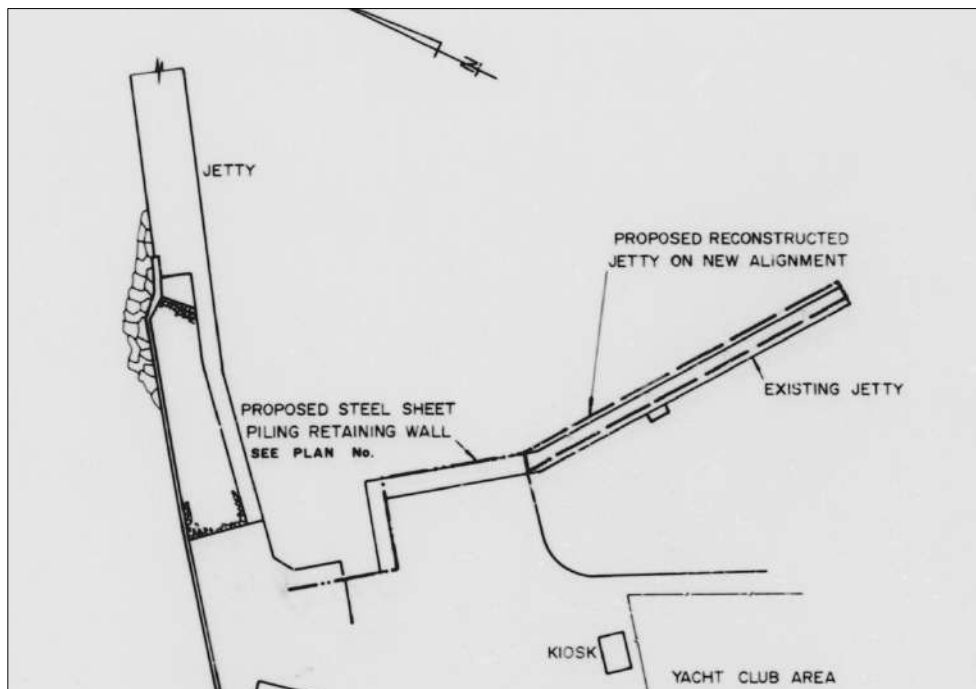 N
JETTY
PROPOSED RECONSTRUCTED
JETTY ON NEW ALIGNMENT
EXISTING JETTY
PROPOSED STEEL SHEET
PILING RETAINING WALL
SEE PLAN No.
KIOSK
YACHT CLUB AREA